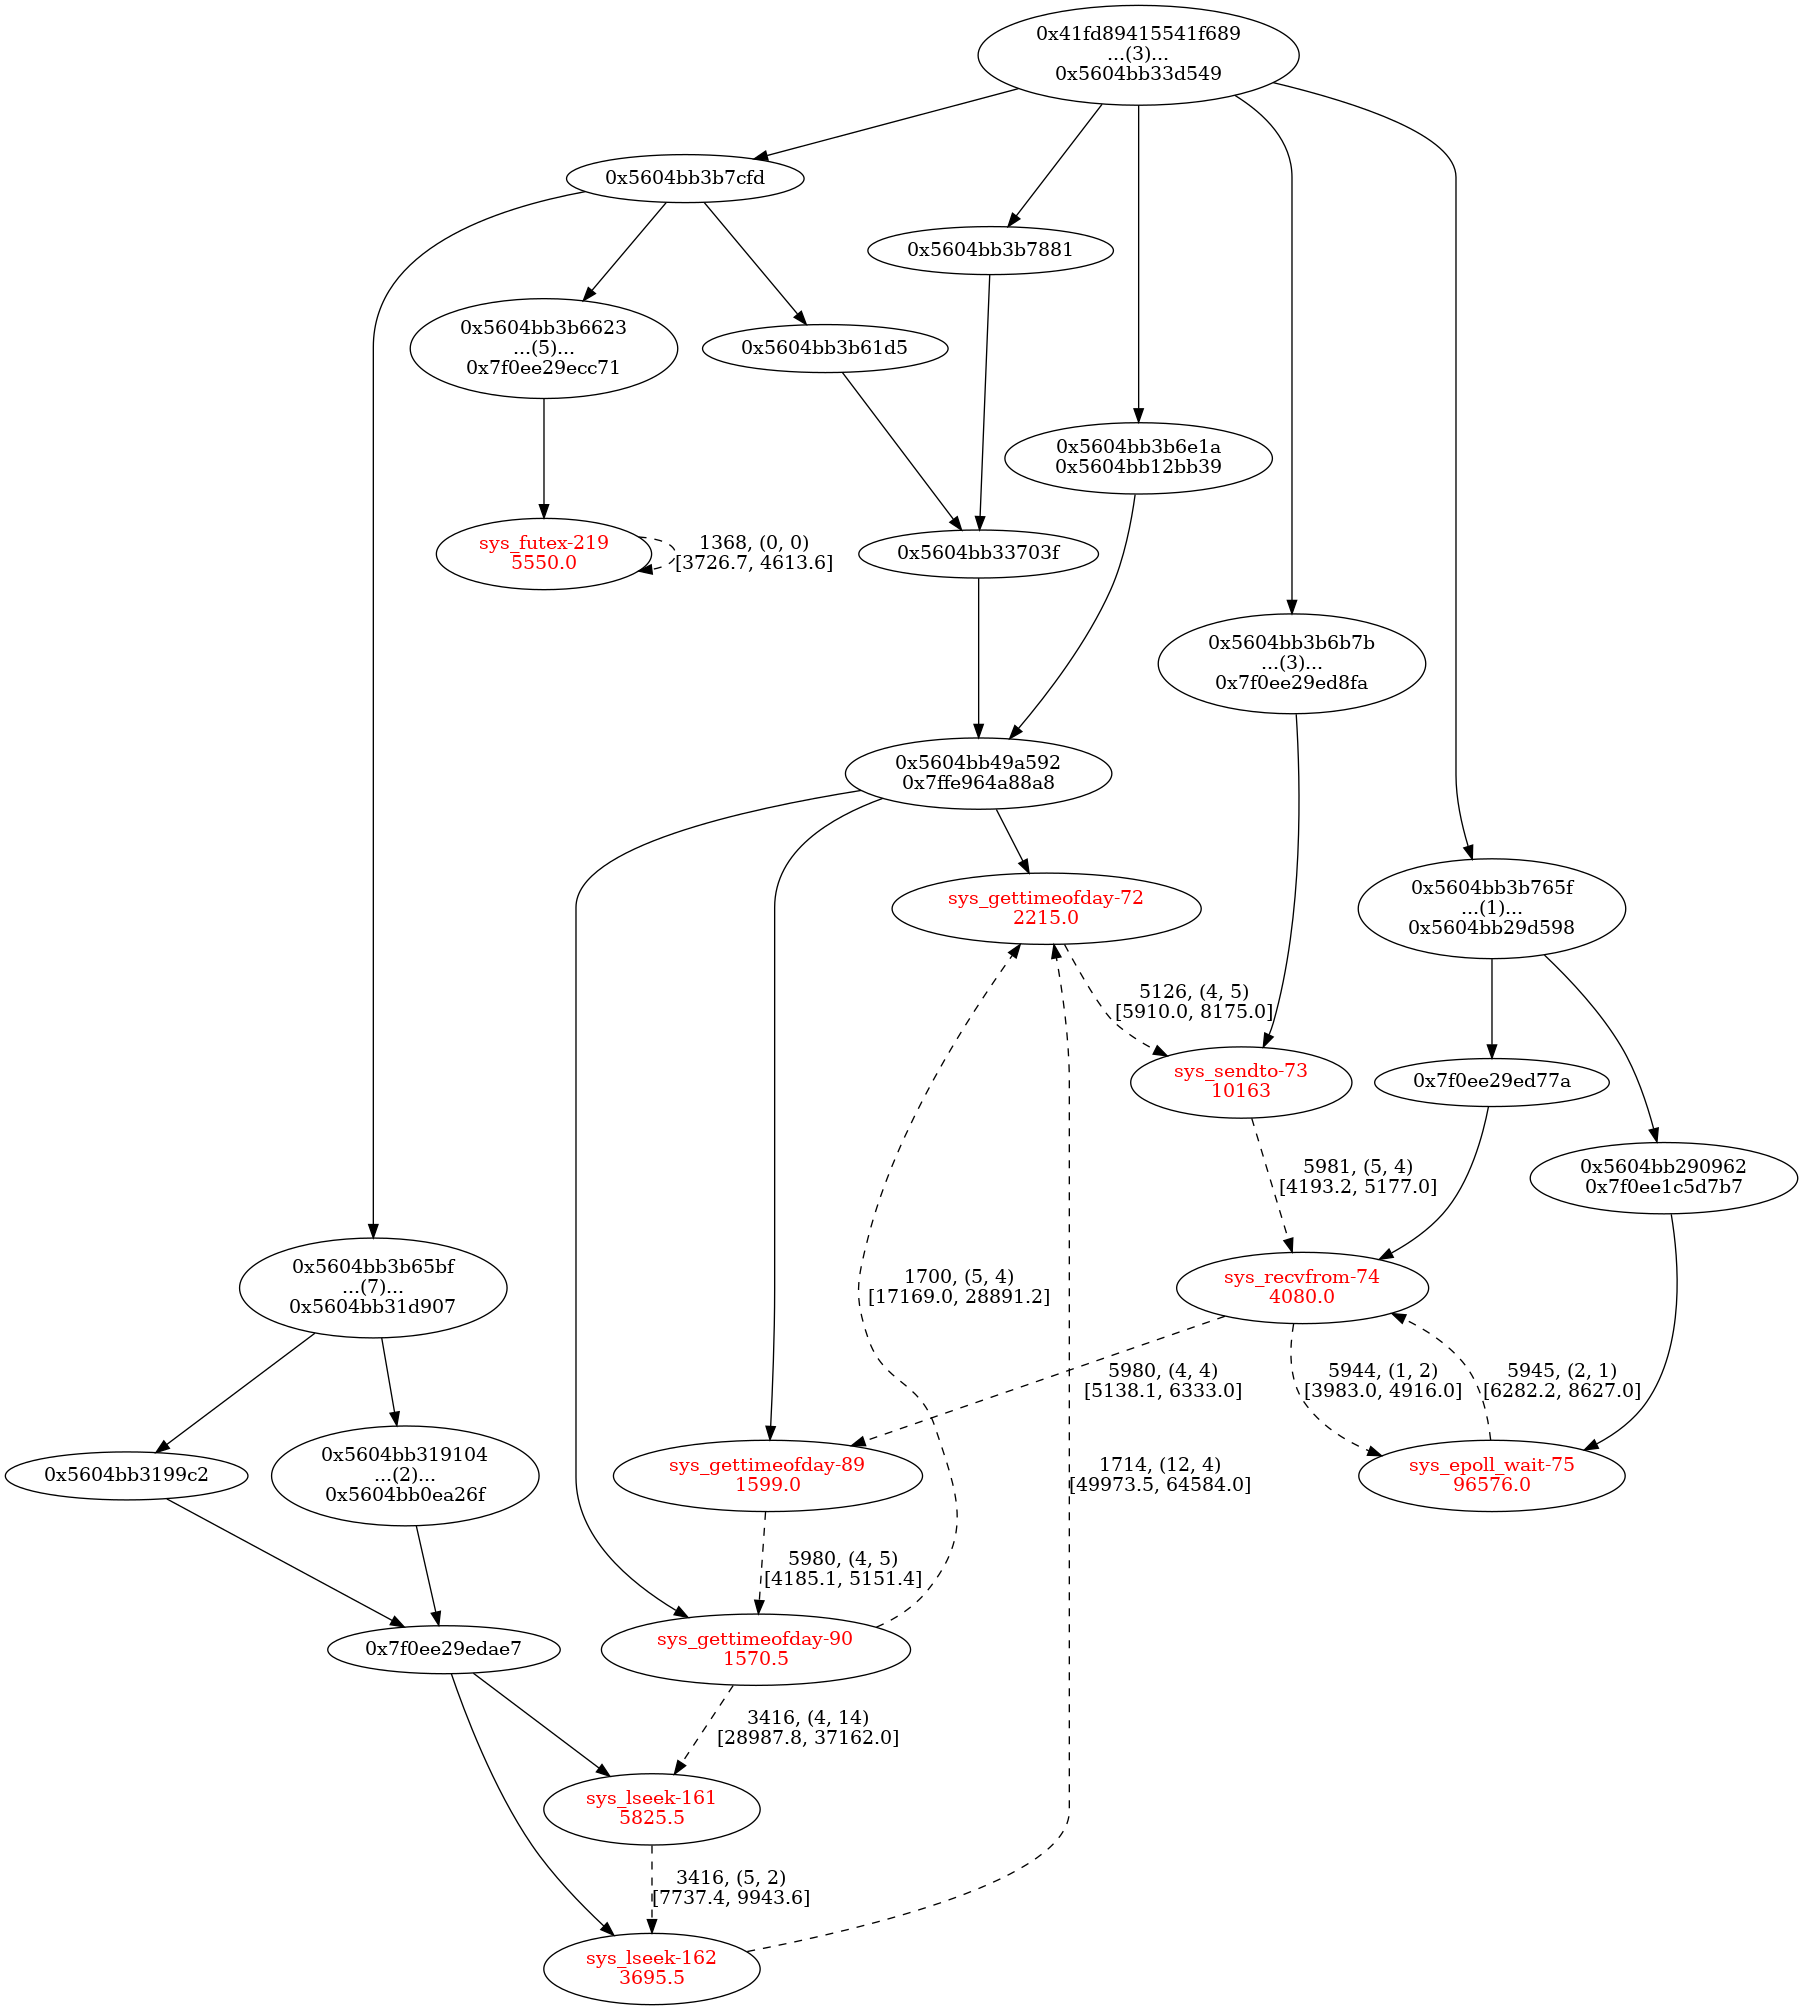 0x41fd89415541f689
...(3)...
0x5604bb33d549
0x5604bb3b7cfd
0x5604bb3b7881
0x5604bb3b6623
...(5)...
0x7f0ee29ecc71
0x5604bb3b61d5
0x5604bb3b6e1a
0x5604bb12bb39
sys_futex-219
5550.0
1368, (0, 0)
[3726.7, 4613.6]
0x5604bb33703f
0x5604bb3b6b7b
...(3)...
0x7f0ee29ed8fa
0x5604bb49a592
0x7ffe964a88a8
sys_gettimeofday-72
2215.0
0x5604bb3b765f
...(1)...
0x5604bb29d598
5126, (4, 5)
[5910.0, 8175.0]
sys_sendto-73
10163
0x7f0ee29ed77a
5981, (5, 4)
[4193.2, 5177.0]
0x5604bb290962
0x7f0ee1c5d7b7
0x5604bb3b65bf
...(7)...
0x5604bb31d907
1700, (5, 4)
[17169.0, 28891.2]
sys_recvfrom-74
4080.0
5980, (4, 4)
[5138.1, 6333.0]
5944, (1, 2)
[3983.0, 4916.0]
5945, (2, 1)
[6282.2, 8627.0]
0x5604bb3199c2
0x5604bb319104
...(2)...
0x5604bb0ea26f
sys_gettimeofday-89
1599.0
1714, (12, 4)
[49973.5, 64584.0]
sys_epoll_wait-75
96576.0
5980, (4, 5)
[4185.1, 5151.4]
0x7f0ee29edae7
sys_gettimeofday-90
1570.5
3416, (4, 14)
[28987.8, 37162.0]
sys_lseek-161
5825.5
3416, (5, 2)
[7737.4, 9943.6]
sys_lseek-162
3695.5